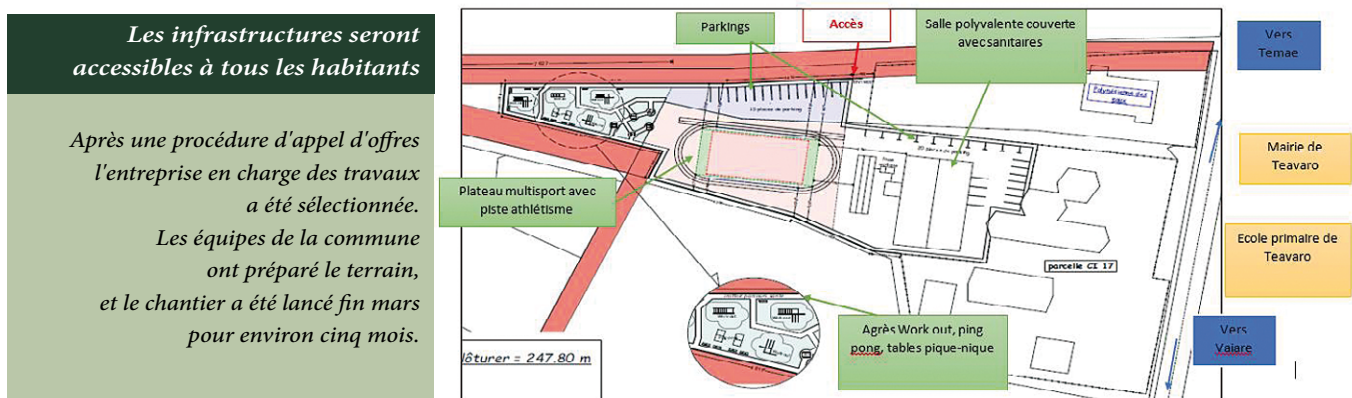 Les infrastructures seront
accessibles à tous les habitants
Après une procédure d'appel d'offres
l'entreprise en charge des travaux
a été sélectionnée.
Les équipes de la commune
ont préparé le terrain,
et le chantier a été lancé fin mars
pour environ cinq mois.
Parkings
Accès
Salle polyvalente couverte
avecsanitaires
Vers
Temae
Mairie de
Teavaro
Plateau multisport avec
piste athlétisme
Ecole primaire de
Teavaro
parcelle CI 17
Agrès Work out, ping
pong, tables pique-nique
Vers
Vaiare
lôturer = 247.80 m